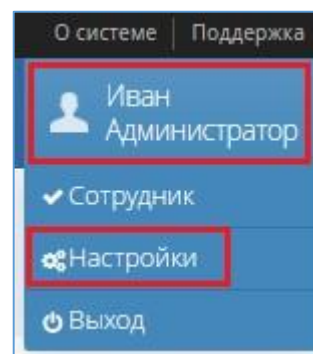 О системе Поддержка
Иван
Администратор
Сотрудник
Настройки
Выход